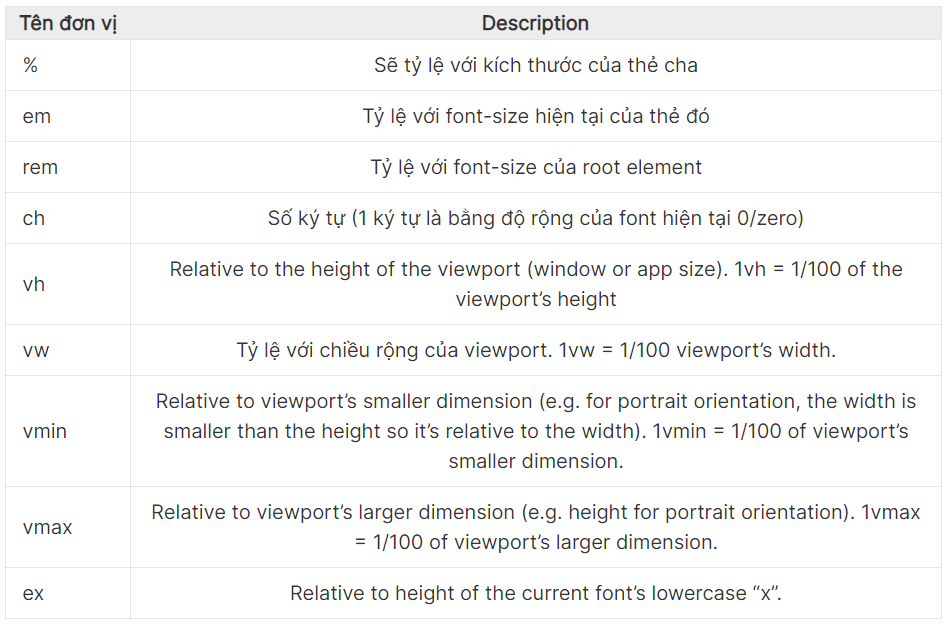 Tên đơn vị Description
% Sẽ tỷ lệ với kích thước của thẻ cha
em Tỷ lệ với font-size hiện tại của thẻ đó
rem Tỷ lệ với font-size của root element
ch Số ký tự (1 ký tự là bằng độ rộng của font hiện tại 0/zero)
vh Relative to the height of the viewport (window or app size). 1vh = 1/100 of the
viewport’s height
vw Tỷ lệ với chiều rộng của viewport. 1vw = 1/100 viewport’s width.
vmin Relative to viewport’s smaller dimension (e.g. for portrait orientation, the width is
smaller than the height so it’s relative to the width). 1vmin = 1/100 of viewport’s
smaller dimension.
vmax Relative to viewport’s larger dimension (e.g. height for portrait orientation). 1vmax
= 1/100 of viewport’s larger dimension.
ex Relative to height of the current font’s lowercase “x”.